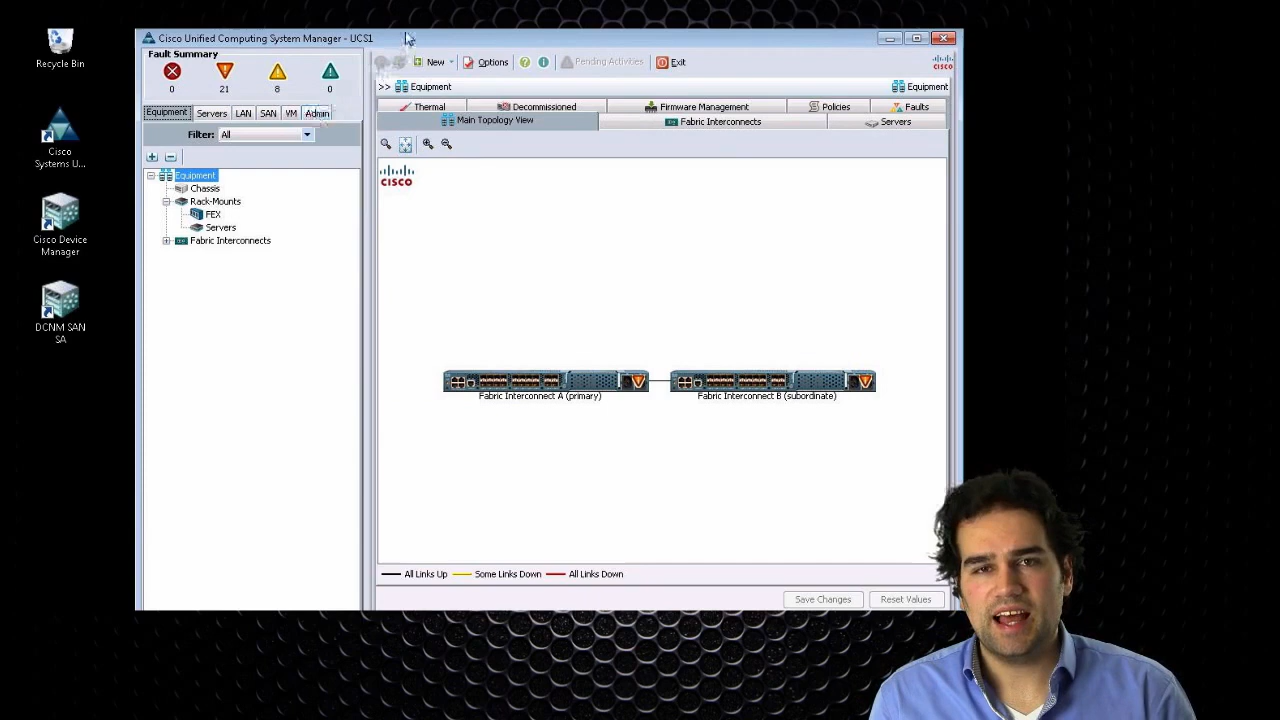 Recycle Bin
Cisco
Systems U...
Cisco Device
Manager
DCNM SAN
SA
Cisco Unified Computing System Manager - UCS1
Fault Summary
0 21 8 0
Equipment Servers LAN SAN VM Admin
Filter: All
Equipment
Chassis
Rack-Mounts
FEX
Servers
Fabric Interconnects
New Options Pending Activities Exit
CISCO
>> Equipment Equipment
Thermal Decommissioned Firmware Management Policies Faults
Main Topology View Fabric Interconnects Servers
CISCO
Fabric Interconnect A (primary) Fabric Interconnect B (subordinate)
All Links Up Some Links Down All Links Down
Save Changes Reset Values